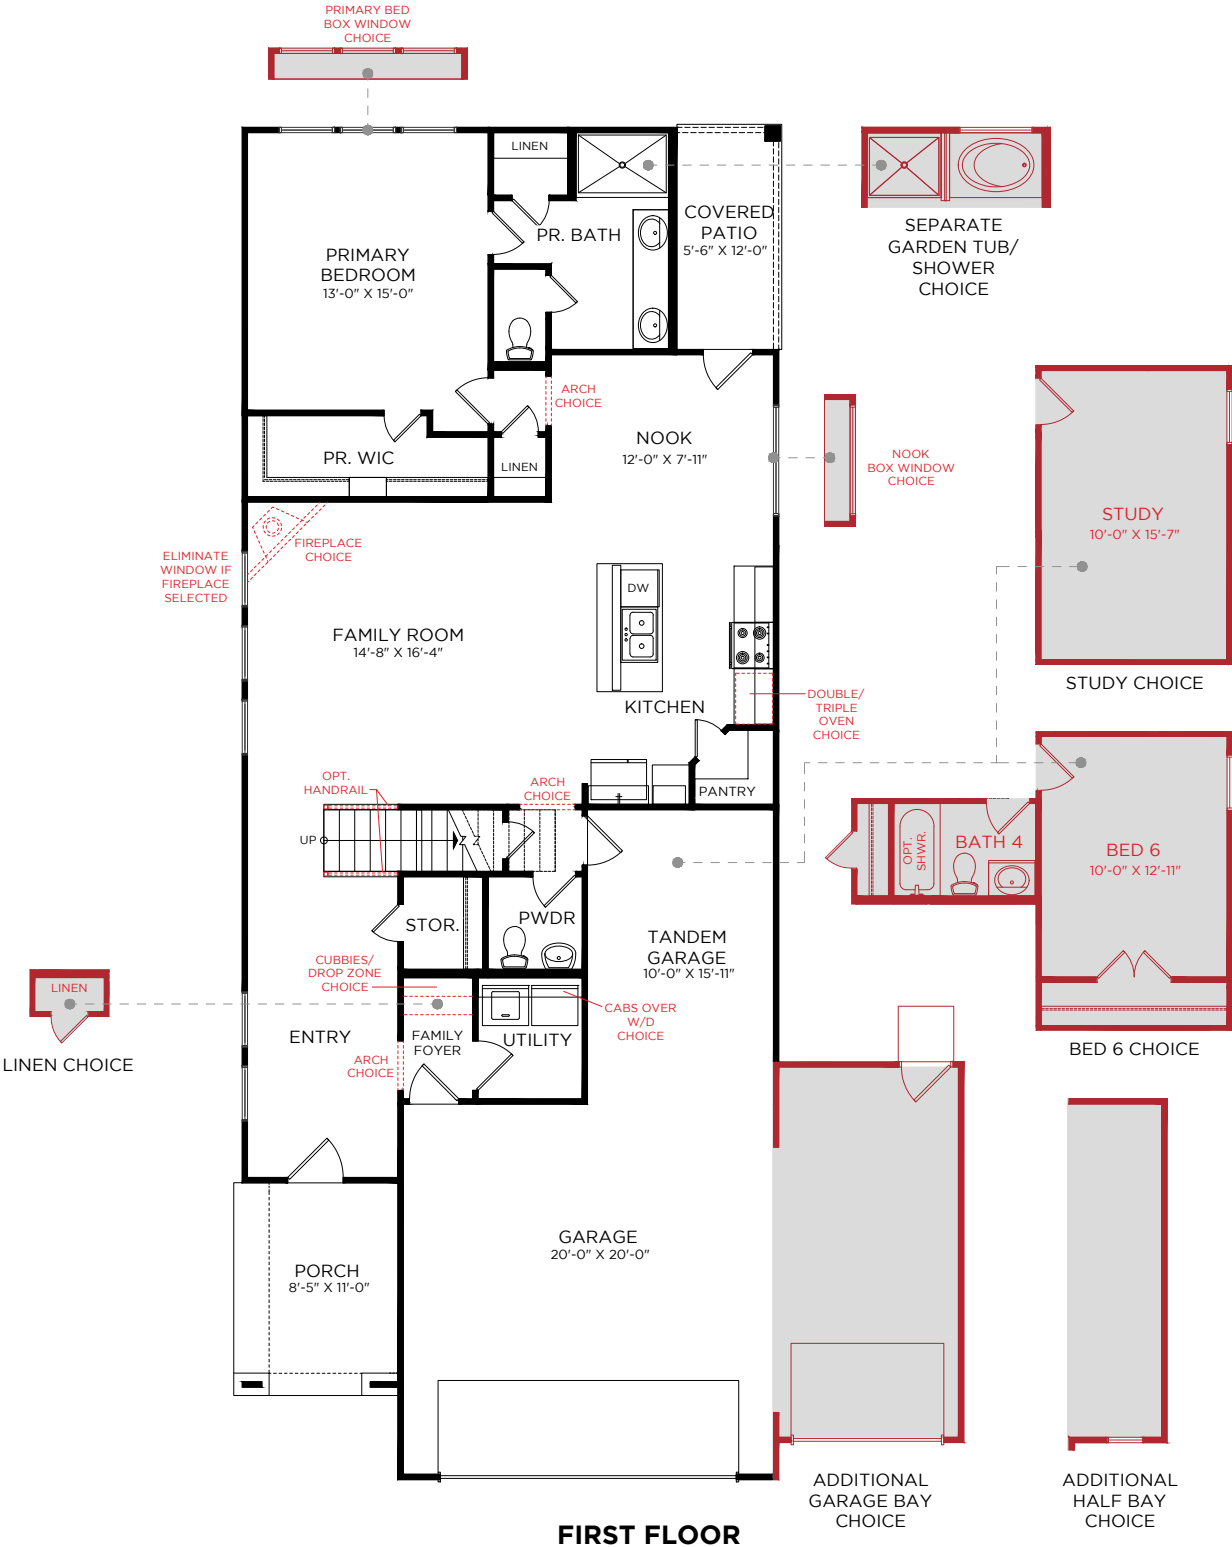 PRIMARY BED
BOX WINDOW
CHOICE
LINEN
PR. BATH
COVERED
PATIO
5'-6" X 12'-0"
SEPARATE
GARDEN TUB/
SHOWER
CHOICE
PRIMARY
BEDROOM
13'-0" X 15'-0"
ARCH
CHOICE
NOOK
12'-0" X 7'-11"
NOOK
BOX WINDOW
CHOICE
PR. WIC
LINEN
STUDY
10'-0" X 15'-7"
STUDY CHOICE
FIREPLACE
CHOICE
ELIMINATE
WINDOW IF
FIREPLACE
SELECTED
DW
FAMILY ROOM
14'-8" X 16'-4"
KITCHEN
DOUBLE/
TRIPLE
OVEN
CHOICE
PANTRY
OPT.
HANDRAIL
ARCH
CHOICE
UP
OPT.
SHWR.
BATH 4
BED 6
10'-0" X 12'-11"
BED 6 CHOICE
STOR.
PWDR
TANDEM
GARAGE
10'-0" X 15'-11"
CUBBIES/
DROP ZONE
CHOICE
LINEN
LINEN CHOICE
ENTRY
FAMILY
FOYER
UTILITY
CABS OVER
W/D
CHOICE
ARCH
CHOICE
GARAGE
20'-0" X 20'-0"
PORCH
8'-5" X 11'-0"
ADDITIONAL
GARAGE BAY
CHOICE
ADDITIONAL
HALF BAY
CHOICE
FIRST FLOOR